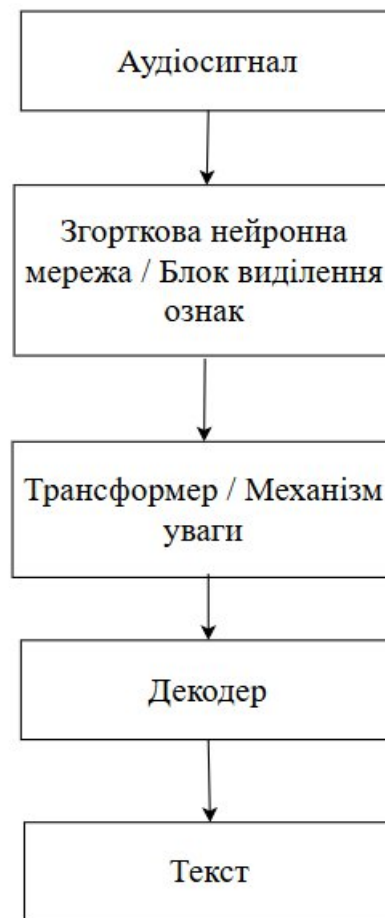 Аудіосигнал
Згорткова нейронна
мережа / Блок виділення
ознак
Трансформер / Механізм
уваги
Декодер
Текст